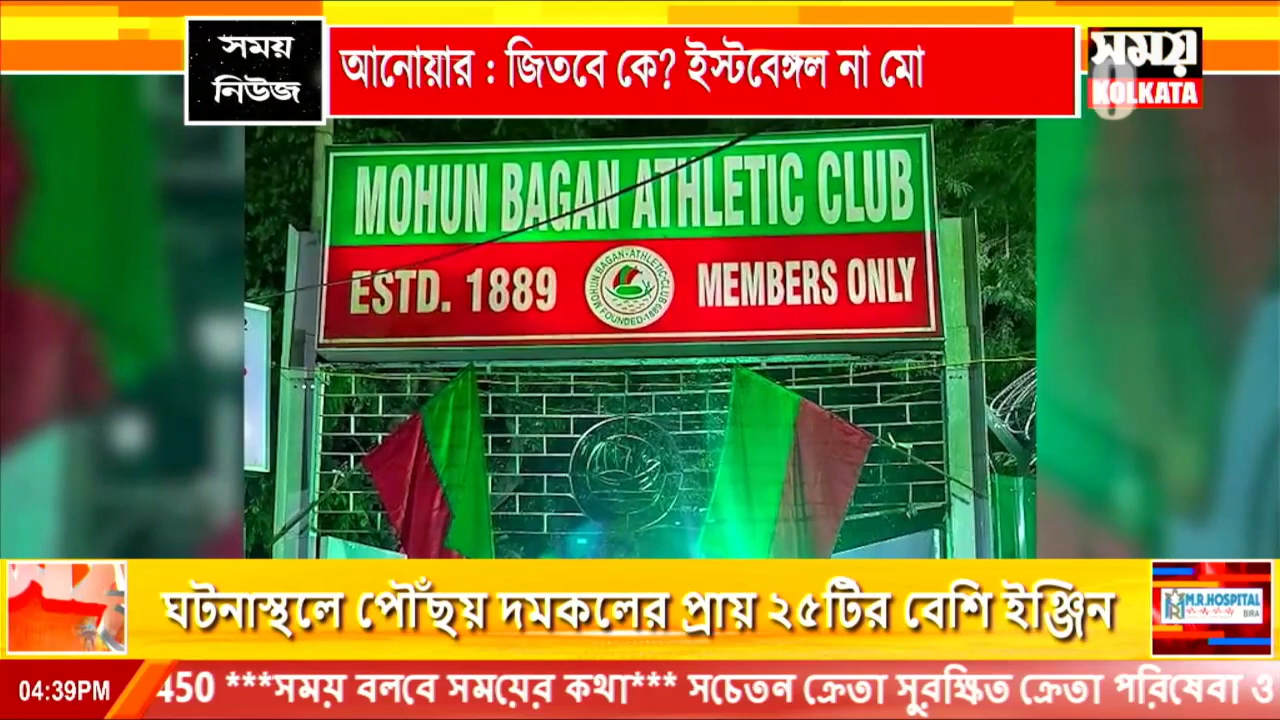 সময়
নিউজ
আনোয়ার : জিতবে কে? ইস্টবেঙ্গল না মো
সময়
KOLKATA
MOHUN BAGAN ATHLETIC CLUB
ESTD. 1889
MOHUN BAGAN ATHLETIC CLUB
FOUNDED-1889
MEMBERS ONLY
ঘটনাস্থলে পৌঁছয় দমকলের প্রায় ২৫টির বেশি ইঞ্জিন
M.R.HOSPITAL
BIRA
04:39PM
450 ***সময় বলবে সময়ের কথা*** সচেতন ক্রেতা সুরক্ষিত ক্রেতা পরিষেবা ও